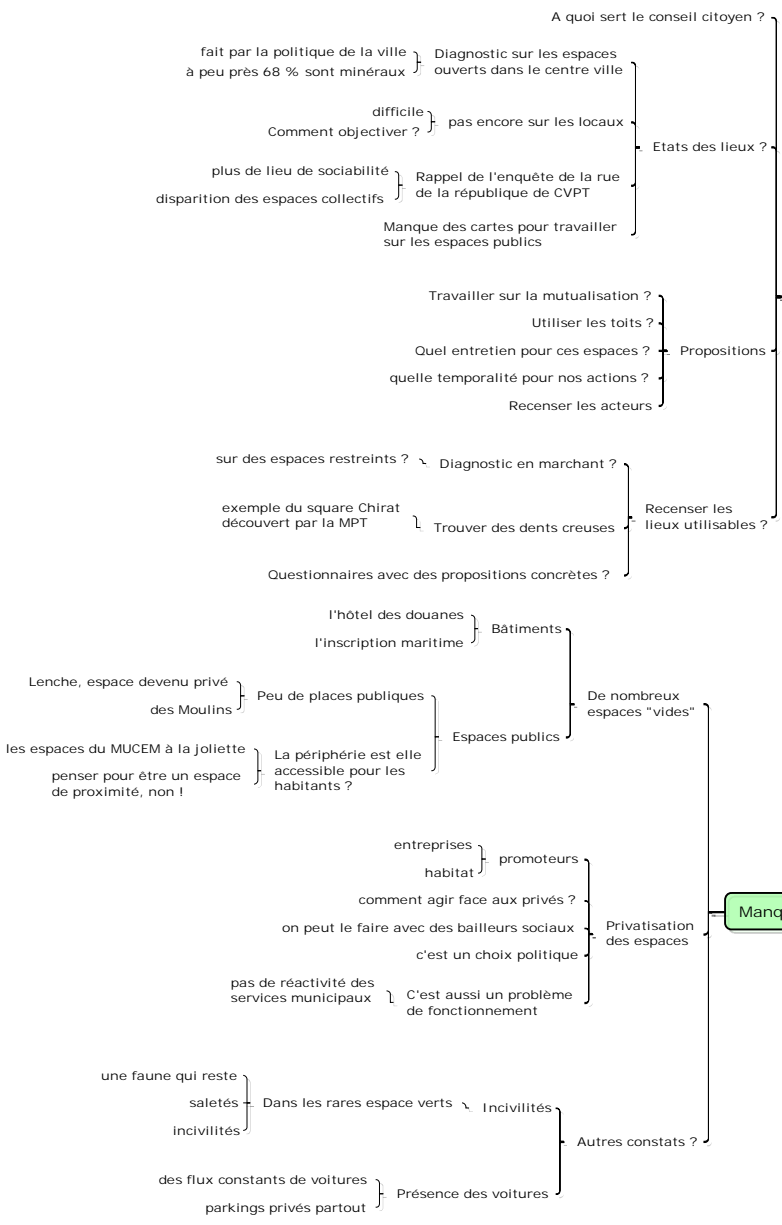 A quoi sert le conseil citoyen ?
fait par la politique de la ville
à peu près 68 % sont minéraux
Diagnostic sur les espaces
ouverts dans le centre ville
difficile
Comment objectiver ?
pas encore sur les locaux
Etats des lieux ?
plus de lieu de sociabilité
disparition des espaces collectifs
Rappel de l'enquête de la rue
de la république de CVPT
Manque des cartes pour travailler
sur les espaces publics
Travailler sur la mutualisation ?
Utiliser les toits ?
Quel entretien pour ces espaces ?
Propositions
quelle temporalité pour nos actions ?
Recenser les acteurs
sur des espaces restreints ?
Diagnostic en marchant ?
exemple du square Chirat
découvert par la MPT
Trouver des dents creuses
Recenser les
lieux utilisables ?
Questionnaires avec des propositions concrètes ?
l'hôtel des douanes
l'inscription maritime
Bâtiments
Lenche, espace devenu privé
des Moulins
Peu de places publiques
De nombreux
espaces "vides"
Espaces publics
les espaces du MUCEM à la joliette
penser pour être un espace
de proximité, non !
La périphérie est elle
accessible pour les
habitants ?
entreprises
habitat
promoteurs
comment agir face aux privés ?
on peut le faire avec des bailleurs sociaux
c'est un choix politique
Privatisation
des espaces
Manq
pas de réactivité des
services municipaux
C'est aussi un problème
de fonctionnement
une faune qui reste
saletés
incivilités
Dans les rares espace verts
Incivilités
Autres constats ?
des flux constants de voitures
parkings privés partout
Présence des voitures